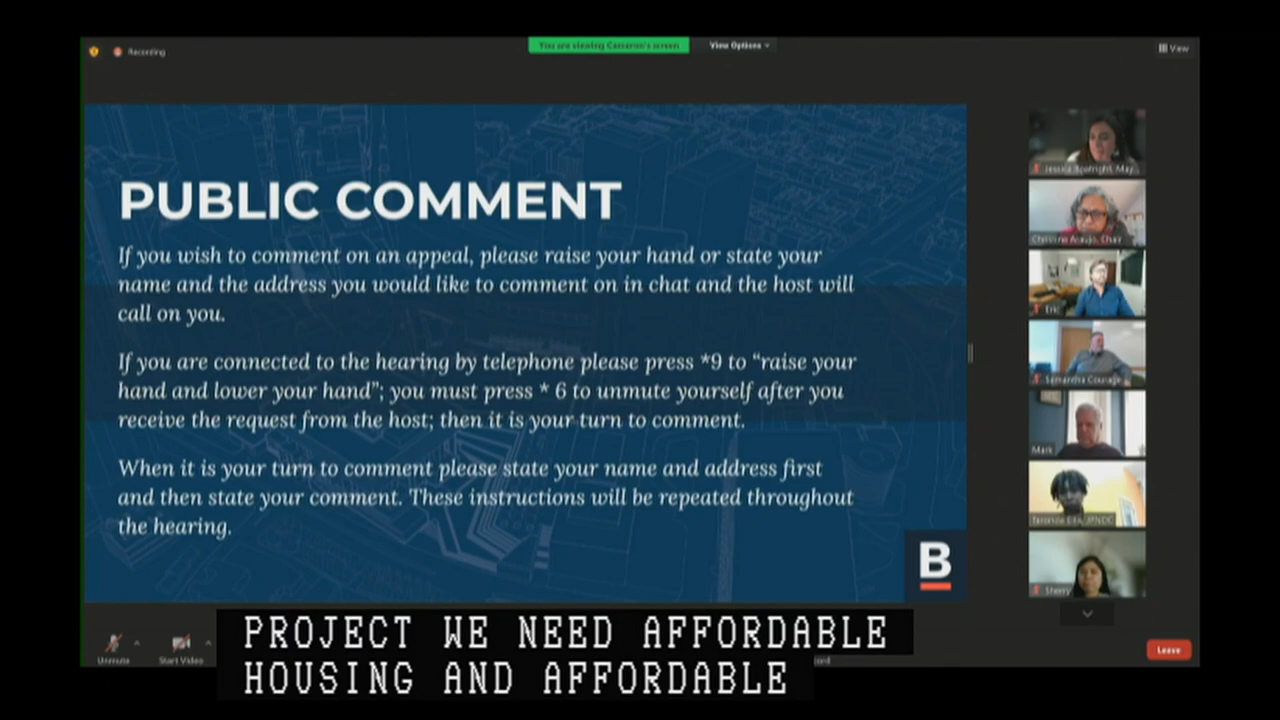 Recording
You are viewing Cameron's screen
View Options
View
PUBLIC COMMENT
If you wish to comment on an appeal, please raise your hand or state your
name and the address you would like to comment on in chat and the host will
call on you.
If you are connected to the hearing by telephone please press *9 to “raise your
hand and lower your hand”; you must press * 6 to unmute yourself after you
receive the request from the host; then it is your turn to comment.
When it is your turn to comment please state your name and address first
and then state your comment. These instructions will be repeated throughout
the hearing.
B
Jessica Boatright, May...
Christine Araujo, Chair
Eric
Samantha Courage
Mark
JPNDC
Sherry
Unmute
Start Video
Leave
PROJECT WE NEED AFFORDABLE
HOUSING AND AFFORDABLE